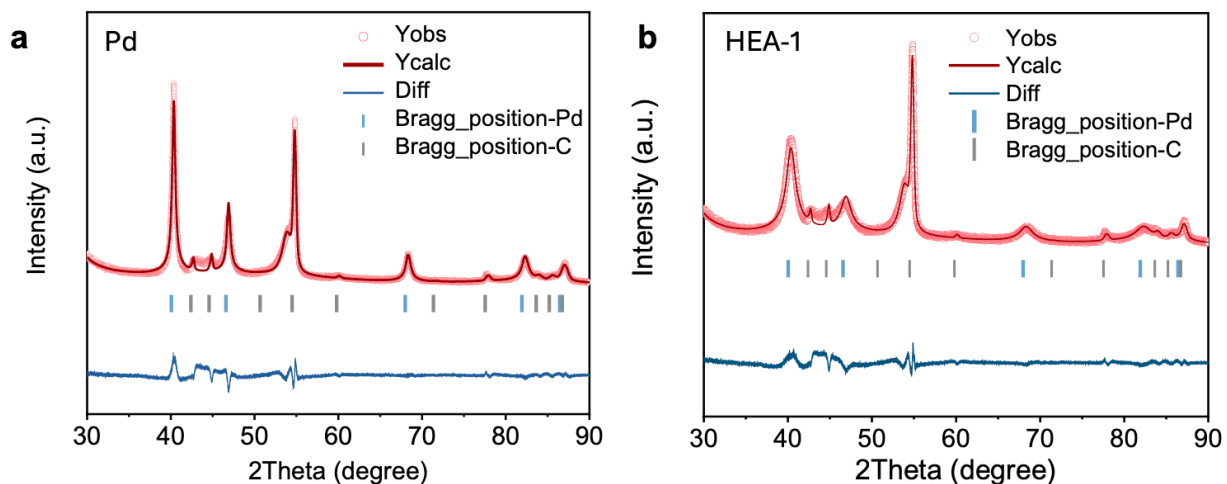 a
Pd
Yobs
Ycalc
Diff
Bragg_position-Pd
Bragg_position-C
Intensity (a.u.)
30 40 50 60 70 80 90
2Theta (degree)
b
HEA-1
Yobs
Ycalc
Diff
Bragg_position-Pd
Bragg_position-C
Intensity (a.u.)
30 40 50 60 70 80 90
2Theta (degree)